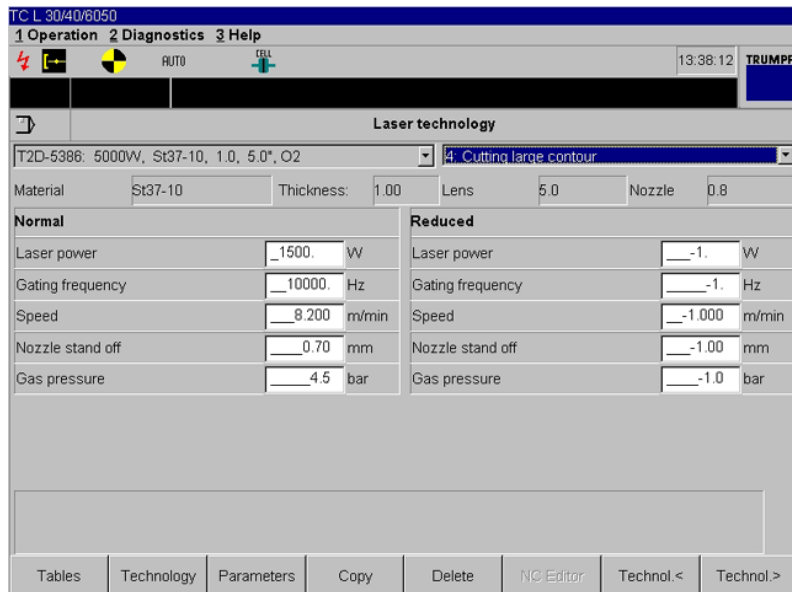 TC L 30/40/6050
1 Operation 2 Diagnostics 3 Help
AUTO CELL 13:38:12 TRUMPF
Laser technology
T2D-5386: 5000W, St37-10, 1.0, 5.0", O2 4: Cutting large contour
Material St37-10 Thickness: 1.00 Lens 5.0 Nozzle 0.8
Normal Reduced
Laser power _1500. W Laser power ___-1. W
Gating frequency __10000. Hz Gating frequency _____-1. Hz
Speed ___8.200 m/min Speed __-1.000 m/min
Nozzle stand off ____0.70 mm Nozzle stand off ___-1.00 mm
Gas pressure _____4.5 bar Gas pressure ____-1.0 bar
Tables Technology Parameters Copy Delete NC Editor Technol.< Technol.>